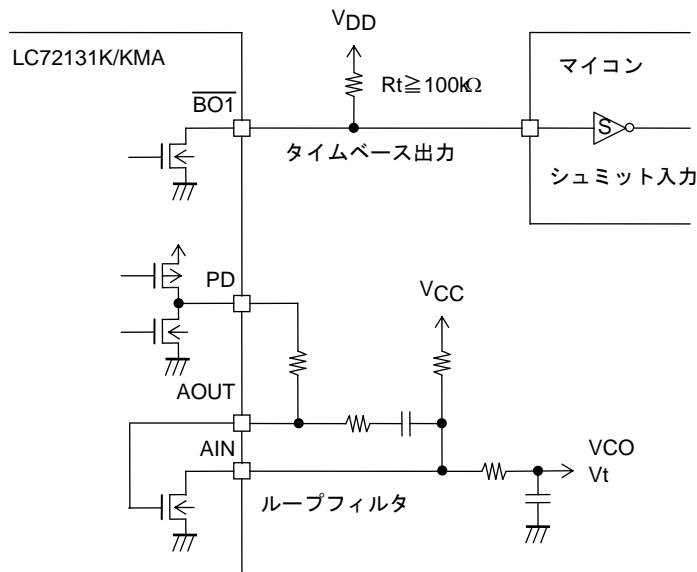 VDD
LC72131K/KMA
マイコン
Rt≧100kΩ
BO1
S
タイムベース出力
シュミット入力
PD
VCC
AOUT
AIN
VCO
Vt
ループフィルタ